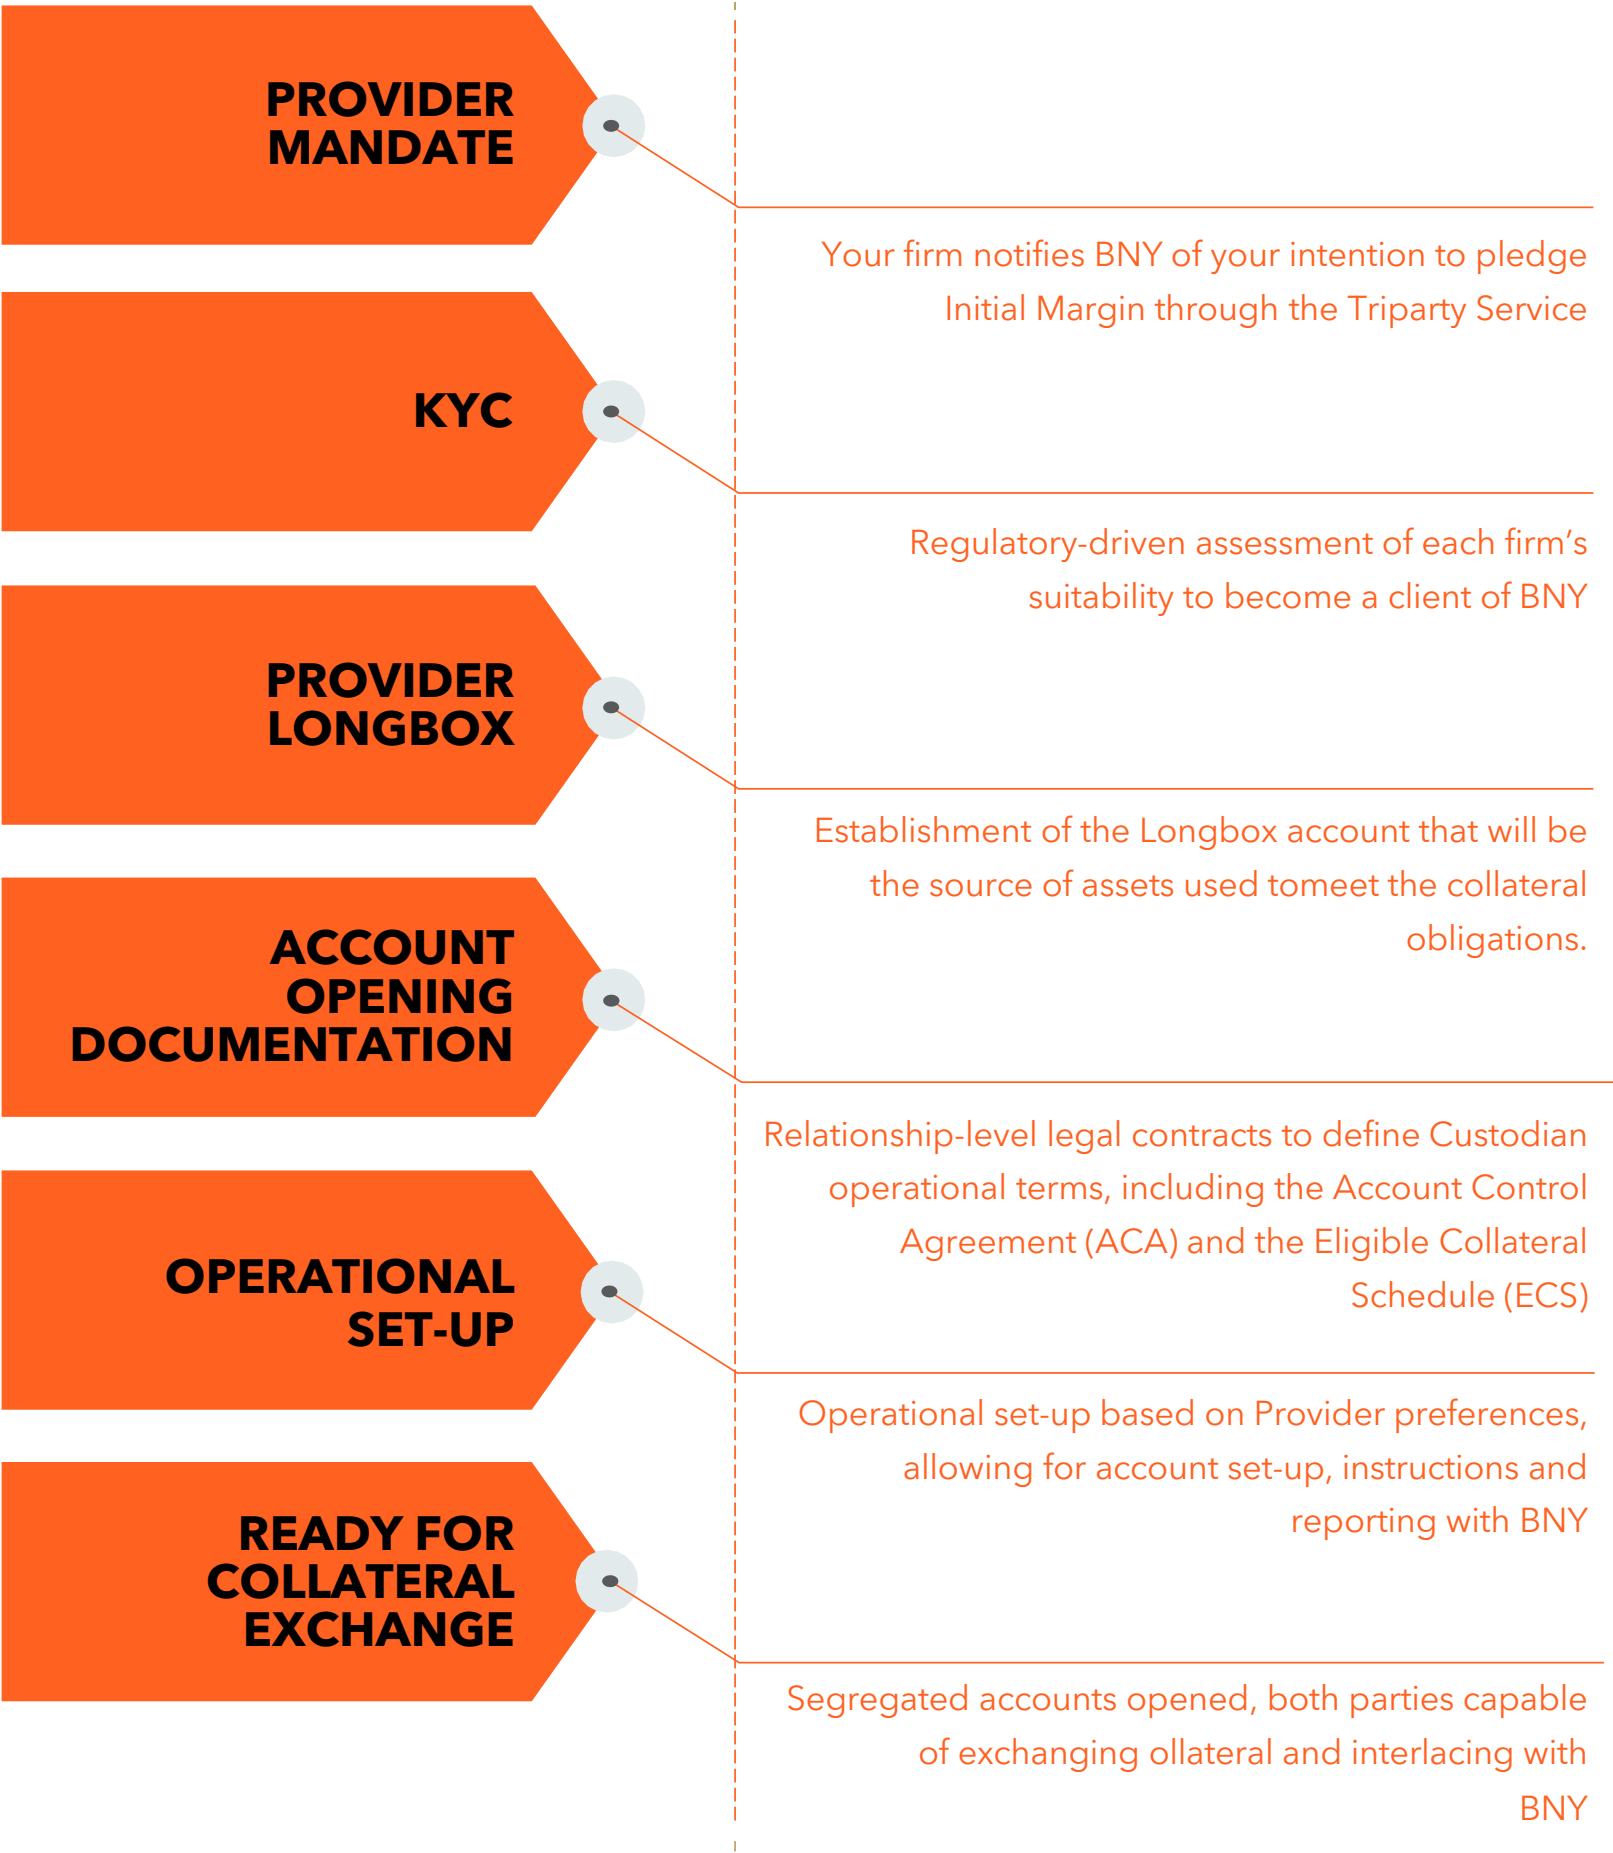 PROVIDER
MANDATE
Your firm notifies BNY of your intention to pledge
Initial Margin through the Triparty Service
KYC
Regulatory-driven assessment of each firm’s
suitability to become a client of BNY
PROVIDER
LONGBOX
Establishment of the Longbox account that will be
the source of assets used tomeet the collateral
obligations.
ACCOUNT
OPENING
DOCUMENTATION
Relationship-level legal contracts to define Custodian
operational terms, including the Account Control
Agreement (ACA) and the Eligible Collateral
Schedule (ECS)
OPERATIONAL
SET-UP
Operational set-up based on Provider preferences,
allowing for account set-up, instructions and
reporting with BNY
READY FOR
COLLATERAL
EXCHANGE
Segregated accounts opened, both parties capable
of exchanging ollateral and interlacing with
BNY